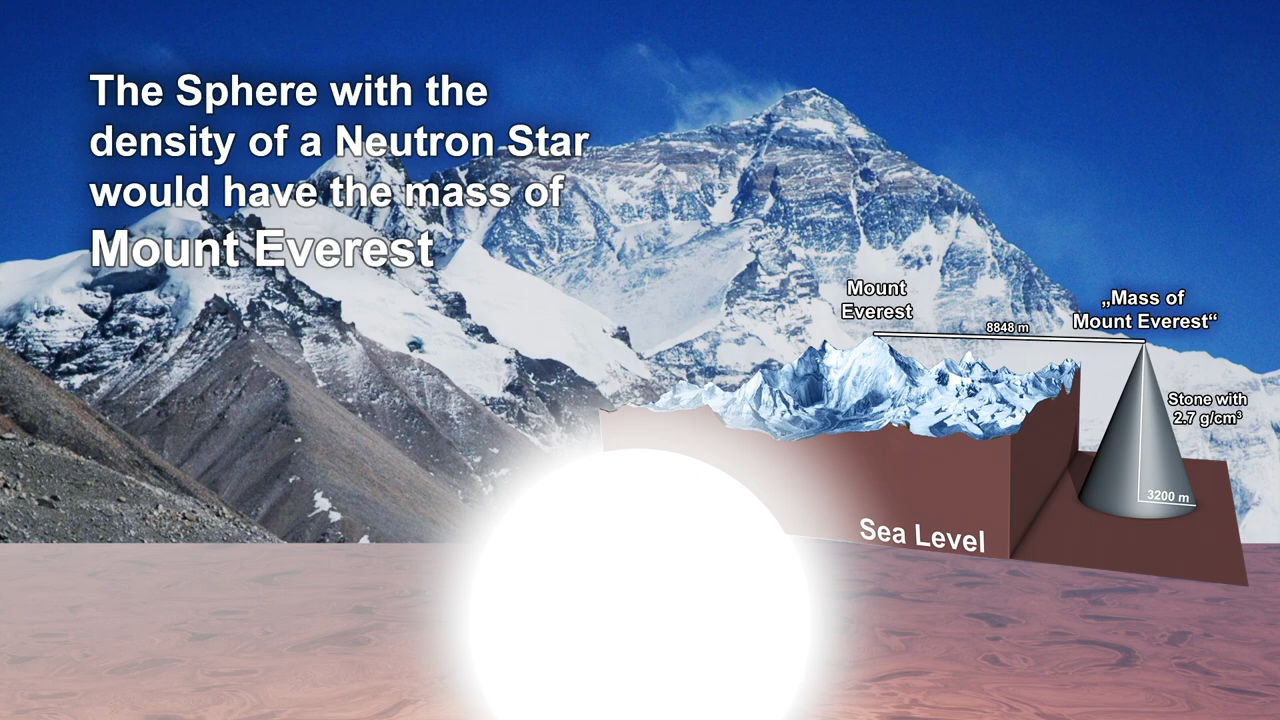 The Sphere with the
density of a Neutron Star
would have the mass of
Mount Everest
Mount
Everest
8848 m
„Mass of
Mount Everest“
Stone with
2.7 g/cm³
3200 m
Sea Level